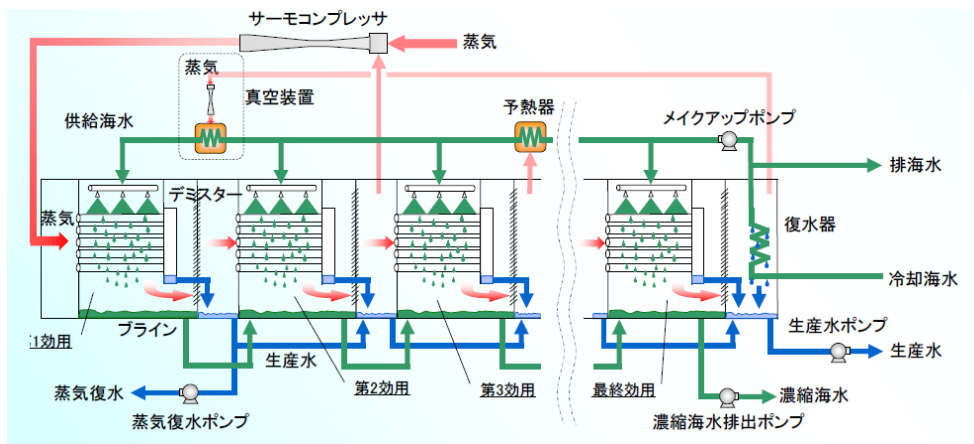 サーモコンプレッサ
蒸気
蒸気
真空装置
予熱器
供給海水
メイクアップポンプ
排海水
デミスター
蒸気
復水器
冷却海水
ブライン
1効用
生産水ポンプ
生産水
第2効用
第3効用
最終効用
生産水
蒸気復水
濃縮海水
蒸気復水ポンプ
濃縮海水排出ポンプ